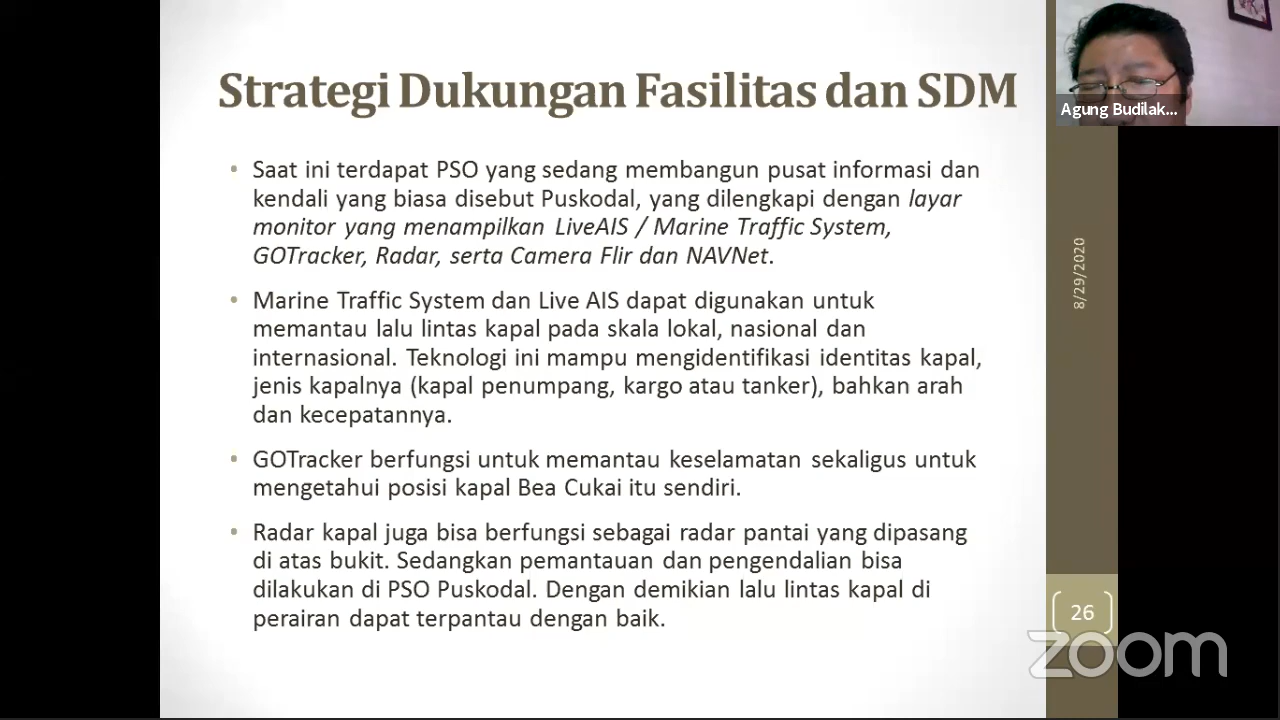 Strategi Dukungan Fasilitas dan SDM
• Saat ini terdapat PSO yang sedang membangun pusat informasi dan
kendali yang biasa disebut Puskodal, yang dilengkapi dengan layar
monitor yang menampilkan LiveAIS / Marine Traffic System,
GOTracker, Radar, serta Camera Flir dan NAVNet.
• Marine Traffic System dan Live AIS dapat digunakan untuk
memantau lalu lintas kapal pada skala lokal, nasional dan
internasional. Teknologi ini mampu mengidentifikasi identitas kapal,
jenis kapalnya (kapal penumpang, kargo atau tanker), bahkan arah
dan kecepatannya.
• GOTracker berfungsi untuk memantau keselamatan sekaligus untuk
mengetahui posisi kapal Bea Cukai itu sendiri.
• Radar kapal juga bisa berfungsi sebagai radar pantai yang dipasang
di atas bukit. Sedangkan pemantauan dan pengendalian bisa
dilakukan di PSO Puskodal. Dengan demikian lalu lintas kapal di
perairan dapat terpantau dengan baik.
Agung Budilak...
8/29/2020
26
zoom